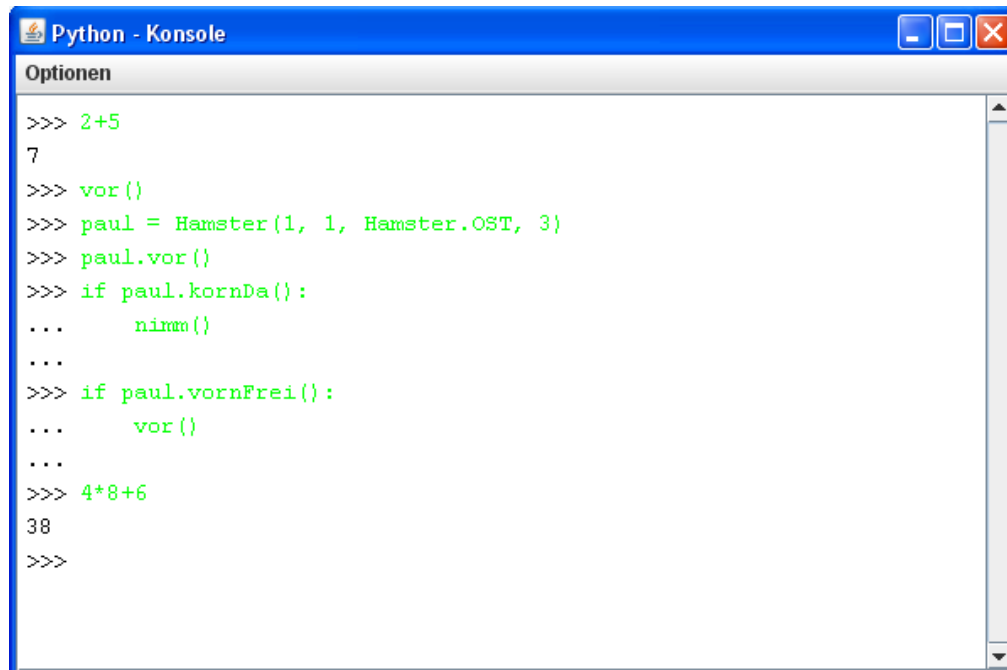 Python - Konsole
Optionen
>>> 2+5
7
>>> vor()
>>> paul = Hamster(1, 1, Hamster.OST, 3)
>>> paul.vor()
>>> if paul.kornDa():
...     nimm()
...
>>> if paul.vornFrei():
...     vor()
...
>>> 4*8+6
38
>>>